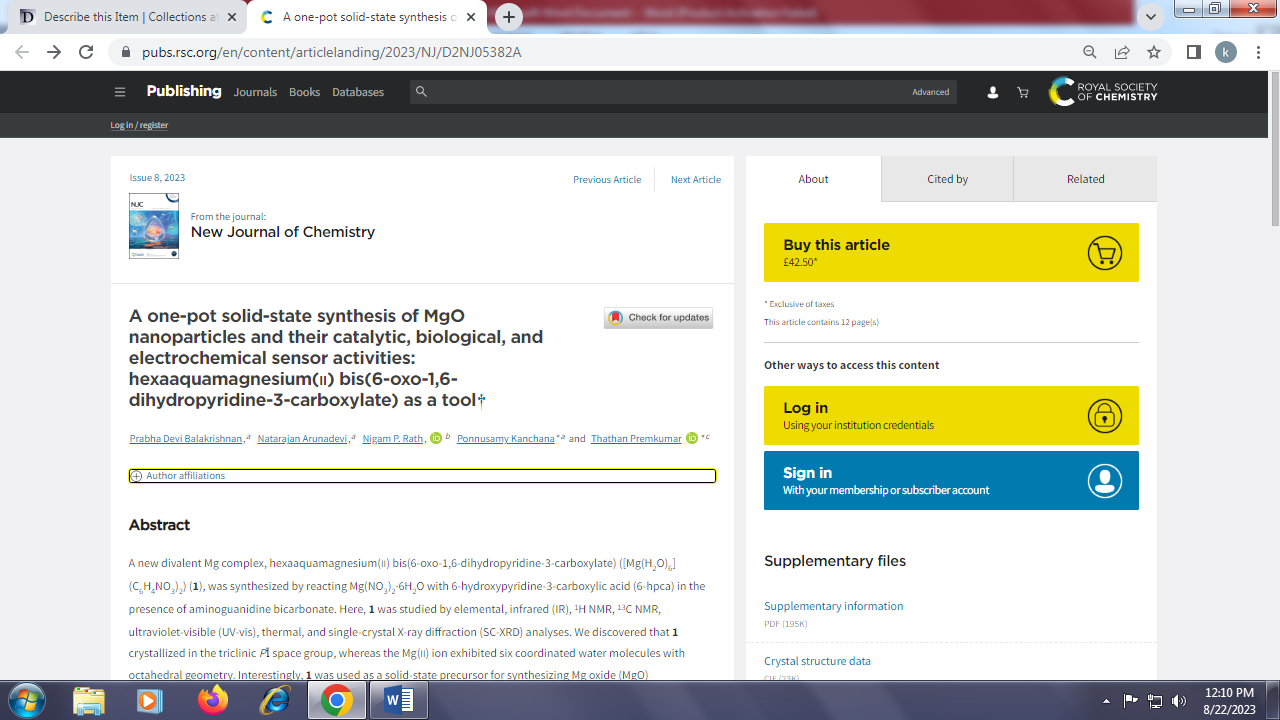 Describe this Item | Collections at
A one-pot solid-state synthesis o
pubs.rsc.org/en/content/articlelanding/2023/NJ/D2NJ05382A
k
Publishing
Journals
Books
Databases
Advanced
ROYAL SOCIETY
OF CHEMISTRY
Log in / register
Issue 8, 2023
Previous Article
Next Article
NJC
From the journal:
New Journal of Chemistry
A one-pot solid-state synthesis of MgO
nanoparticles and their catalytic, biological, and
electrochemical sensor activities:
hexaaquamagnesium(II) bis(6-oxo-1,6-
dihydropyridine-3-carboxylate) as a tool†
Check for updates
Prabha Devi Balakrishnan,a Natarajan Arunadevi,a Nigam P. Rath, iD b Ponnusamy Kanchana*a and Thathan Premkumar iD *c
Author affiliations
Abstract
A new divalent Mg complex, hexaaquamagnesium(II) bis(6-oxo-1,6-dihydropyridine-3-carboxylate) ([Mg(H2O)6]
(C6H4NO3)2) (1), was synthesized by reacting Mg(NO3)2·6H2O with 6-hydroxypyridine-3-carboxylic acid (6-hpca) in the
presence of aminoguanidine bicarbonate. Here, 1 was studied by elemental, infrared (IR), 1H NMR, 13C NMR,
ultraviolet-visible (UV-vis), thermal, and single-crystal X-ray diffraction (SC-XRD) analyses. We discovered that 1
crystallized in the triclinic P1̄ space group, whereas the Mg(II) ion exhibited six coordinated water molecules with
octahedral geometry. Interestingly, 1 was used as a solid-state precursor for synthesizing Mg oxide (MgO)
About
Cited by
Related
Buy this article
£42.50*
* Exclusive of taxes
This article contains 12 page(s)
Other ways to access this content
Log in
Using your institution credentials
Sign in
With your membership or subscriber account
Supplementary files
Supplementary information
PDF (195K)
Crystal structure data
CIF (23K)
12:10 PM
8/22/2023